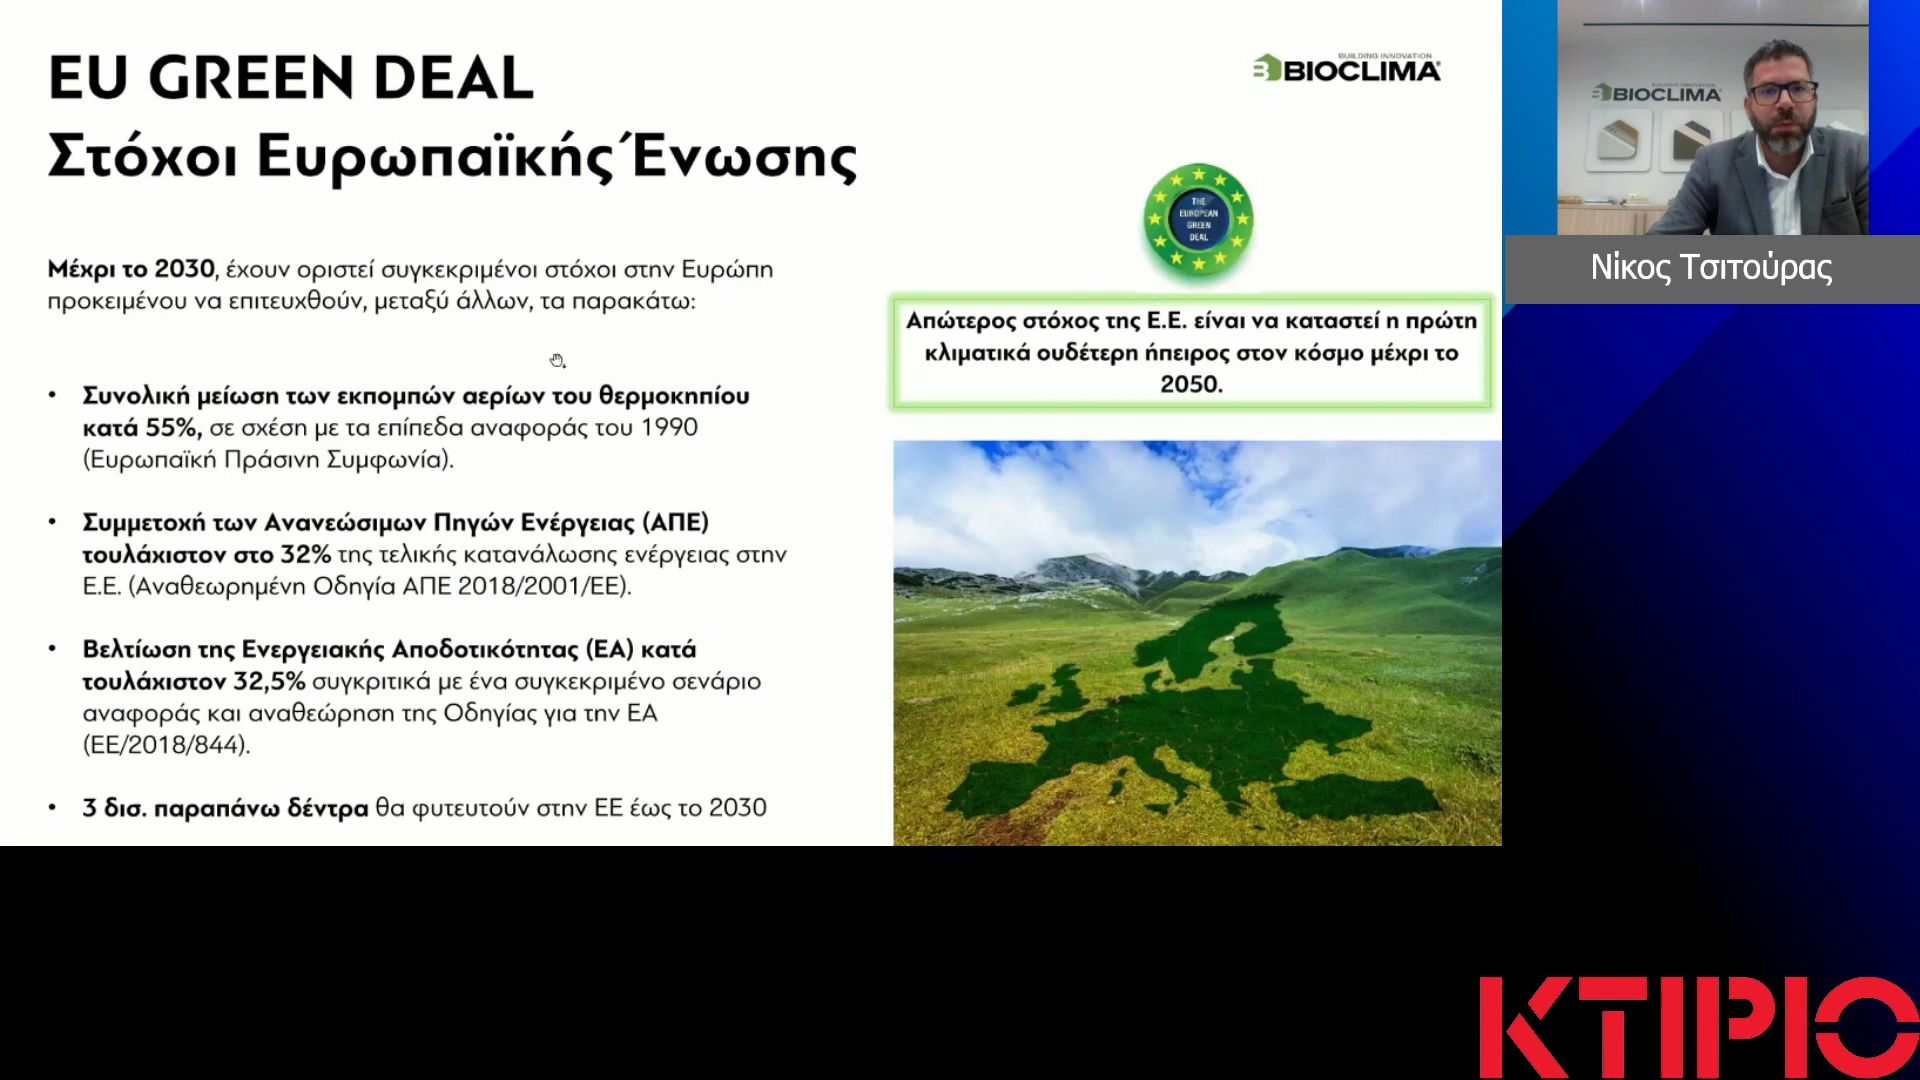 EU GREEN DEAL
Στόχοι Ευρωπαϊκής Ένωσης
BUILDING INNOVATION
BIOCLIMA
Μέχρι το 2030, έχουν οριστεί συγκεκριμένοι στόχοι στην Ευρώπη
προκειμένου να επιτευχθούν, μεταξύ άλλων, τα παρακάτω:
• Συνολική μείωση των εκπομπών αερίων του θερμοκηπίου
κατά 55%, σε σχέση με τα επίπεδα αναφοράς του 1990
(Ευρωπαϊκή Πράσινη Συμφωνία).
• Συμμετοχή των Ανανεώσιμων Πηγών Ενέργειας (ΑΠΕ)
τουλάχιστον στο 32% της τελικής κατανάλωσης ενέργειας στην
Ε.Ε. (Αναθεωρημένη Οδηγία ΑΠΕ 2018/2001/ΕΕ).
• Βελτίωση της Ενεργειακής Αποδοτικότητας (ΕΑ) κατά
τουλάχιστον 32,5% συγκριτικά με ένα συγκεκριμένο σενάριο
αναφοράς και αναθεώρηση της Οδηγίας για την ΕΑ
(ΕΕ/2018/844).
• 3 δισ. παραπάνω δέντρα θα φυτευτούν στην ΕΕ έως το 2030
THE
EUROPEAN
GREEN
DEAL
Απώτερος στόχος της Ε.Ε. είναι να καταστεί η πρώτη
κλιματικά ουδέτερη ήπειρος στον κόσμο μέχρι το
2050.
BUILDING INNOVATION
BIOCLIMA
Νίκος Τσιτούρας
ΚΤΙΡΙΟ